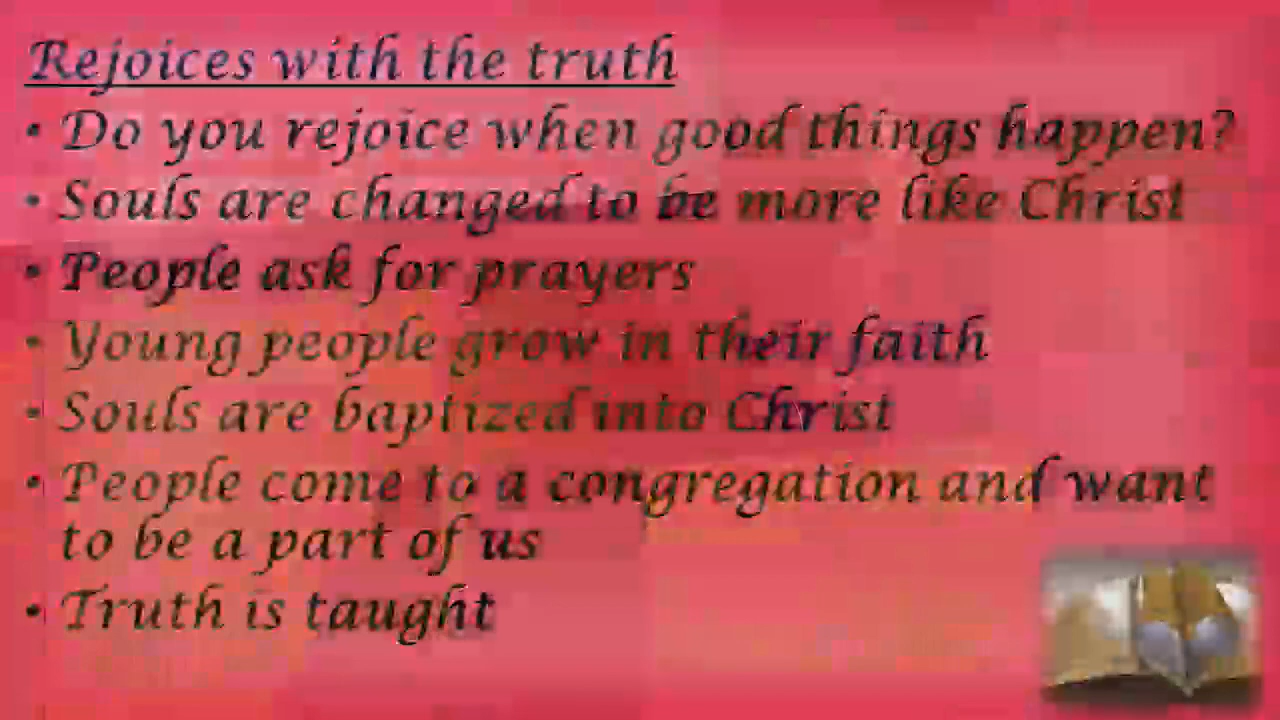 Rejoices with the truth
• Do you rejoice when good things happen?
• Souls are changed to be more like Christ
• People ask for prayers
• Young people grow in their faith
• Souls are baptized into Christ
• People come to a congregation and want
to be a part of us
• Truth is taught